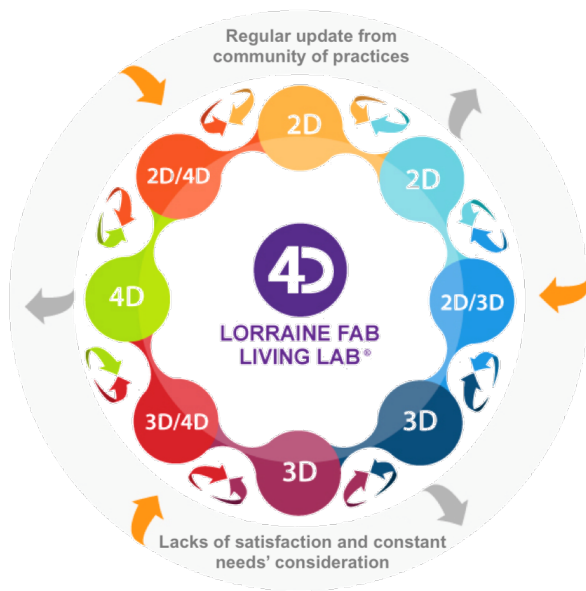 Regular update from
community of practices
2D
2D
2D/4D
4D
2D/3D
4D
LORRAINE FAB
LIVING LAB®
3D/4D
3D
3D
Lacks of satisfaction and constant
needs' consideration